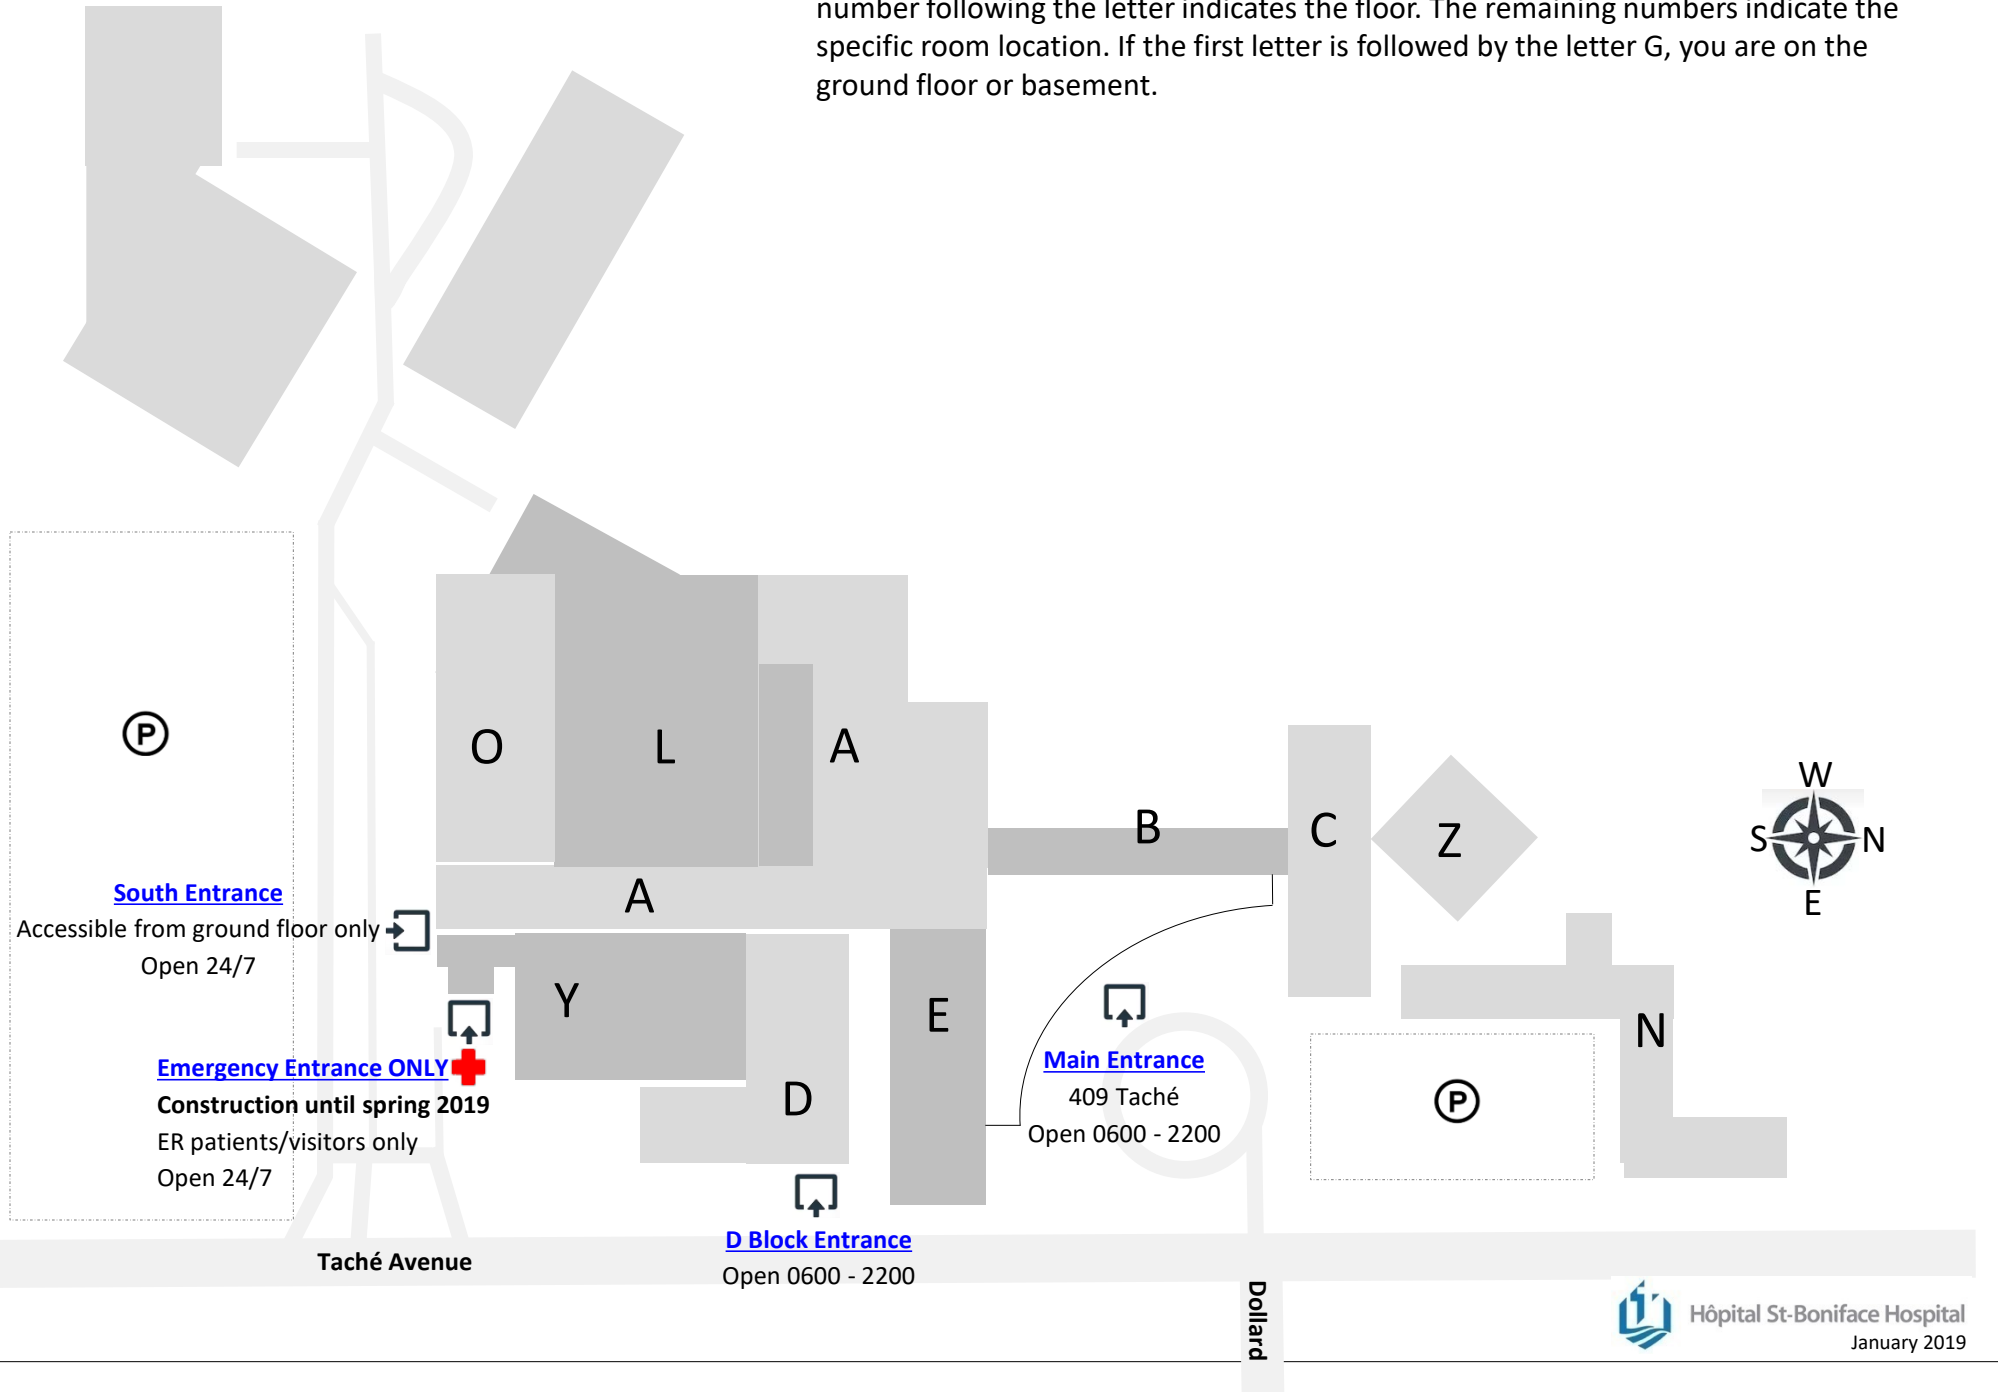 number following the letter indicates the floor. The remaining numbers indicate the
specific room location. If the first letter is followed by the letter G, you are on the
ground floor or basement.
P
O
L
A
B
C
Z
W
S
N
E
South Entrance
Accessible from ground floor only
Open 24/7
A
Y
E
D
N
P
Emergency Entrance ONLY
Construction until spring 2019
ER patients/visitors only
Open 24/7
Main Entrance
409 Taché
Open 0600 - 2200
D Block Entrance
Open 0600 - 2200
Taché Avenue
Dollard
Hôpital St-Boniface Hospital
January 2019